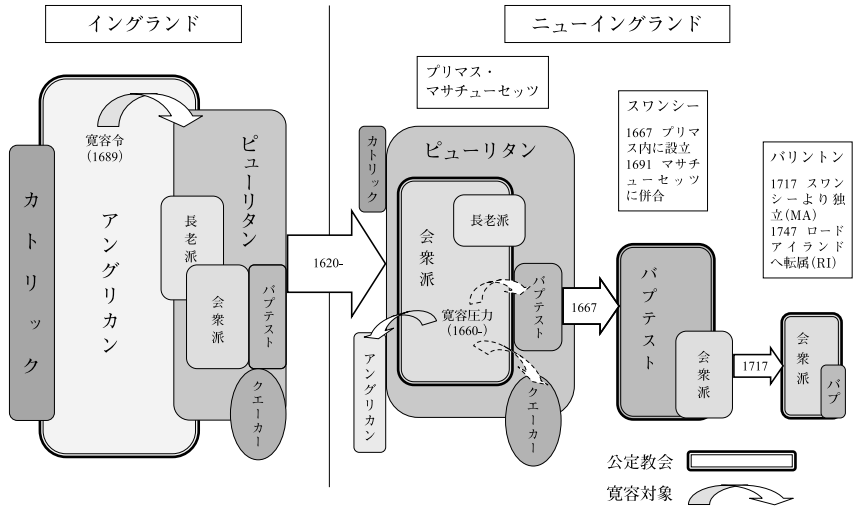 イングランド
カトリック
アングリカン
寛容令
(1689)
ピューリタン
長老派
会衆派
バプテスト
クエーカー
1620-
ニューイングランド
プリマス・
マサチューセッツ
カトリック
ピューリタン
会衆派
長老派
バプテスト
寛容圧力
(1660-)
アングリカン
クエーカー
1667
スワンシー
1667 プリマ
ス内に設立
1691 マサチ
ューセッツ
に併合
バプテスト
会衆派
1717
バリントン
1717 スワン
シーより独
立(MA)
1747 ロード
アイランド
へ転属(RI)
会衆派
バプ
公定教会
寛容対象